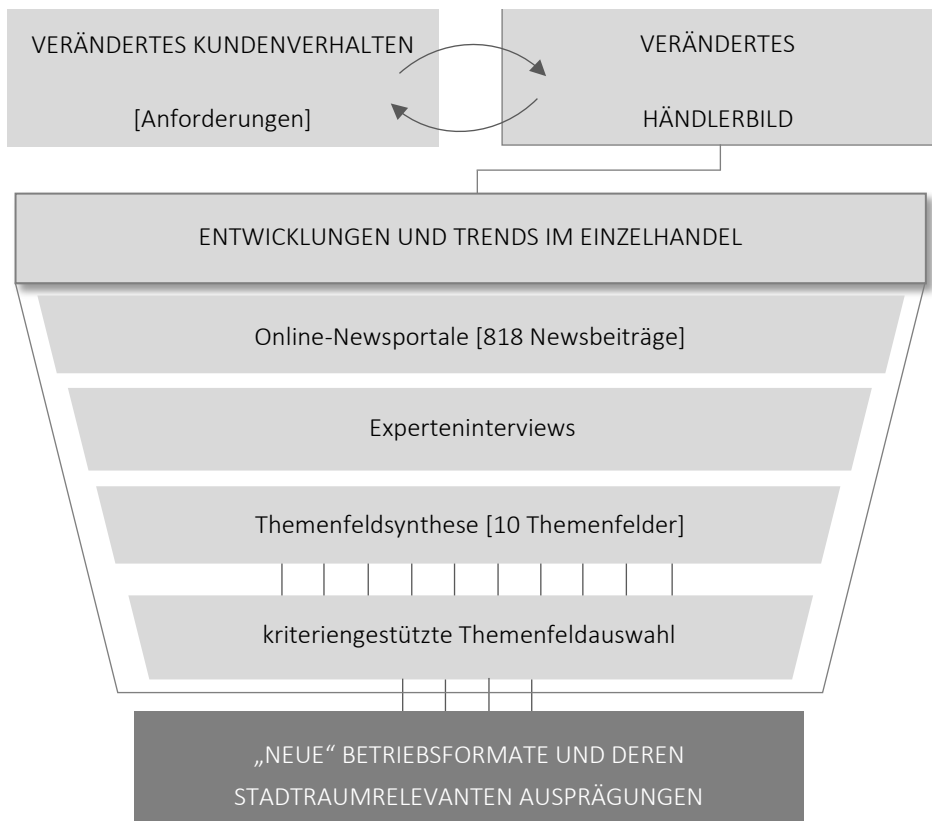 VERÄNDERTES KUNDENVERHALTEN
[Anforderungen]
VERÄNDERTES
HÄNDLERBILD
ENTWICKLUNGEN UND TRENDS IM EINZELHANDEL
Online-Newsportale [818 Newsbeiträge]
Experteninterviews
Themenfeldsynthese [10 Themenfelder]
kriteriengestützte Themenfeldauswahl
„NEUE“ BETRIEBSFORMATE UND DEREN
STADTRAUMRELEVANTEN AUSPRÄGUNGEN